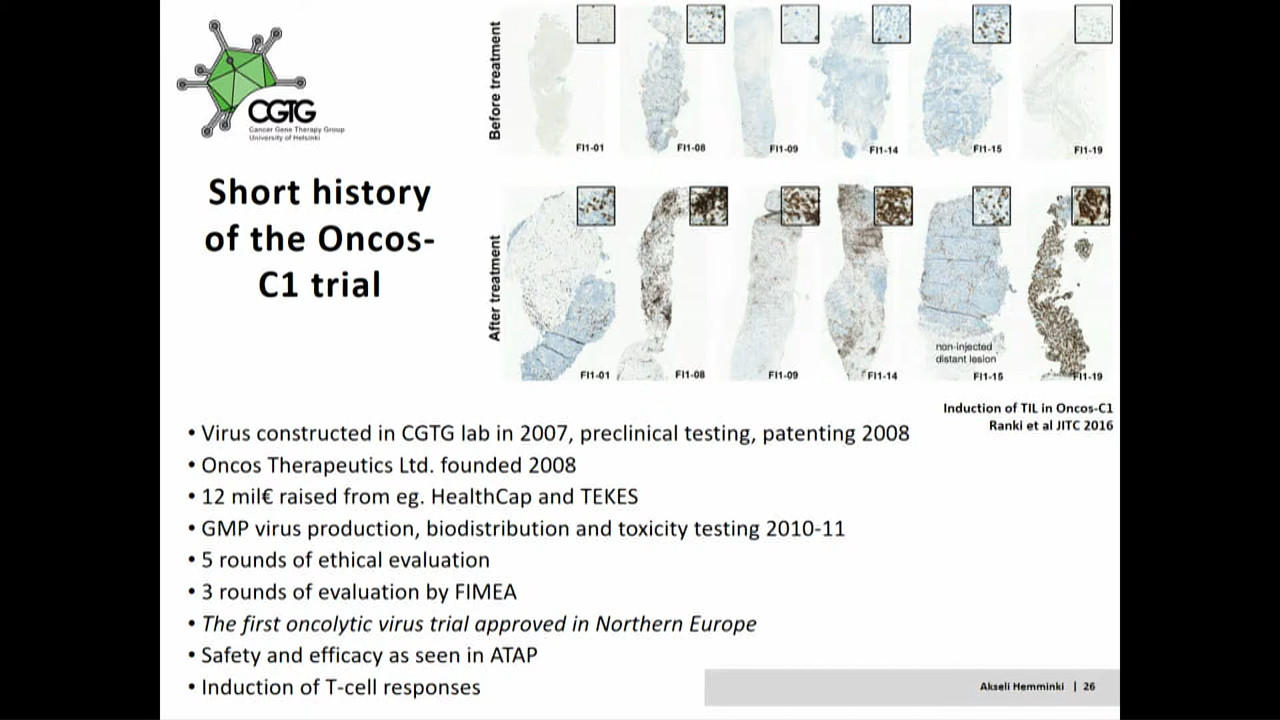 CGTG
Cancer Gene Therapy Group
University of Helsinki
Short history
of the Oncos-
C1 trial
Before treatment
FI1-01
FI1-08
FI1-09
FI1-14
FI1-15
FI1-19
After treatment
non-injected
distant lesion
FI1-01
FI1-08
FI1-09
FI1-14
FI1-15
FI1-19
Induction of TIL in Oncos-C1
Ranki et al JITC 2016
• Virus constructed in CGTG lab in 2007, preclinical testing, patenting 2008
• Oncos Therapeutics Ltd. founded 2008
• 12 mil€ raised from eg. HealthCap and TEKES
• GMP virus production, biodistribution and toxicity testing 2010-11
• 5 rounds of ethical evaluation
• 3 rounds of evaluation by FIMEA
• The first oncolytic virus trial approved in Northern Europe
• Safety and efficacy as seen in ATAP
• Induction of T-cell responses
Akseli Hemminki | 26